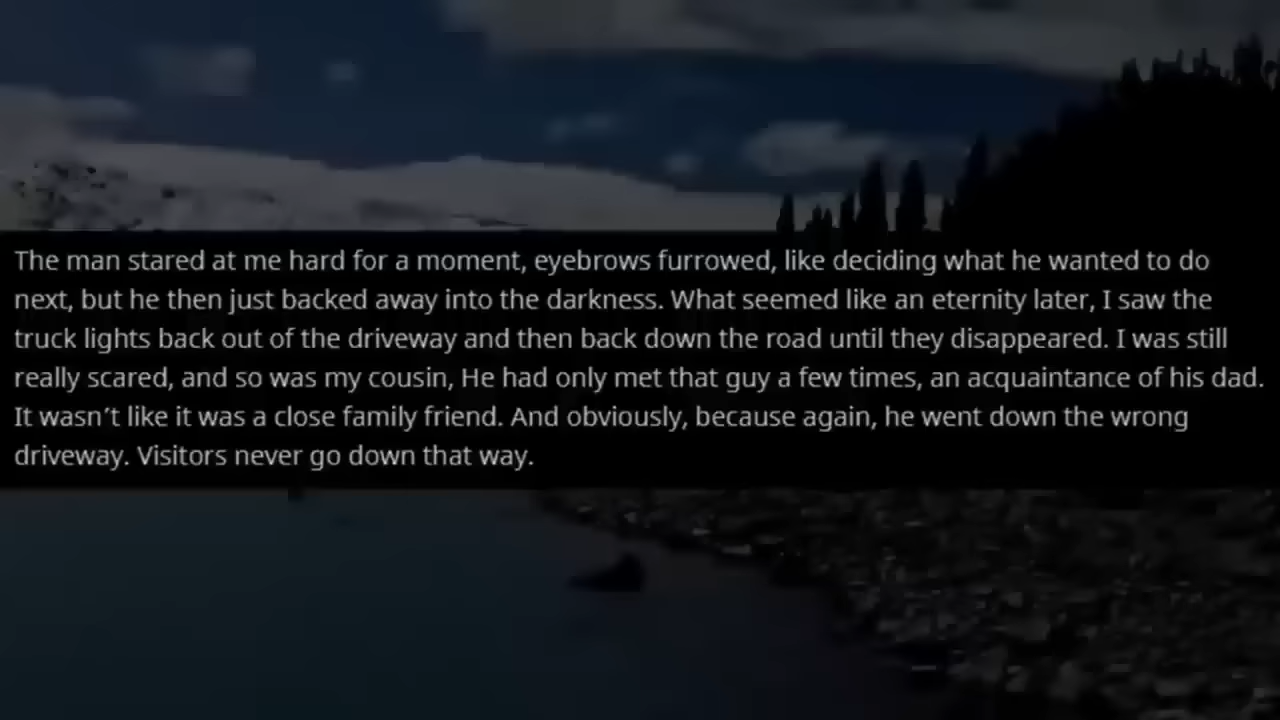 The man stared at me hard for a moment, eyebrows furrowed, like deciding what he wanted to do
next, but he then just backed away into the darkness. What seemed like an eternity later, I saw the
truck lights back out of the driveway and then back down the road until they disappeared. I was still
really scared, and so was my cousin, He had only met that guy a few times, an acquaintance of his dad.
It wasn’t like it was a close family friend. And obviously, because again, he went down the wrong
driveway. Visitors never go down that way.